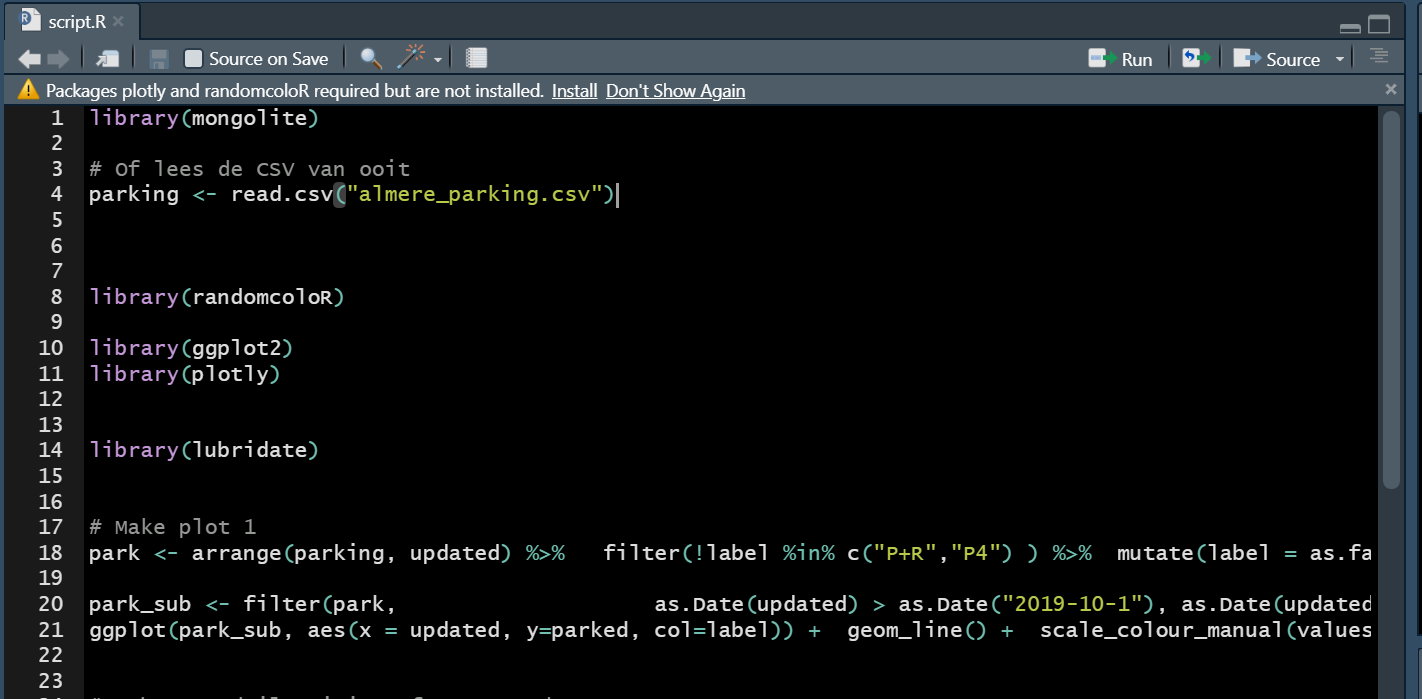 script.R
Source on Save
Run
Source
Packages plotly and randomcoloR required but are not installed. Install Don't Show Again
1 library(mongolite)
2
3 # Of lees de CSV van ooit
4 parking <- read.csv("almere_parking.csv")
5
6
7
8 library(randomcoloR)
9
10 library(ggplot2)
11 library(plotly)
12
13
14 library(lubridate)
15
16
17 # Make plot 1
18 park <- arrange(parking, updated) %>%   filter(!label %in% c("P+R","P4") ) %>%  mutate(label = as.fa
19
20 park_sub <- filter(park,                    as.Date(updated) > as.Date("2019-10-1"), as.Date(updated
21 ggplot(park_sub, aes(x = updated, y=parked, col=label)) +  geom_line() +  scale_colour_manual(values
22
23